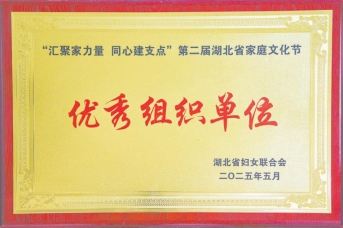 “汇聚家力量 同心建支点”第二届湖北省家庭文化节
优秀组织单位
湖北省妇女联合会
二〇二五年五月